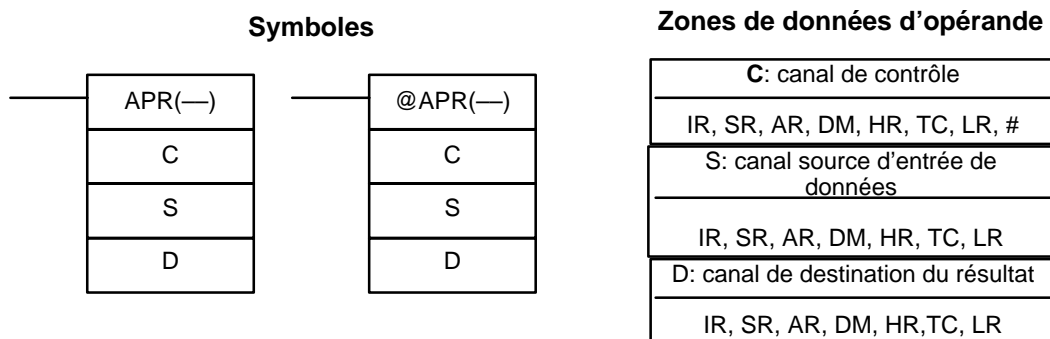 Symboles
APR(—)
C
S
D
@APR(—)
C
S
D
Zones de données d’opérande
C: canal de contrôle
IR, SR, AR, DM, HR, TC, LR, #
S: canal source d’entrée de
données
IR, SR, AR, DM, HR, TC, LR
D: canal de destination du résultat
IR, SR, AR, DM, HR,TC, LR